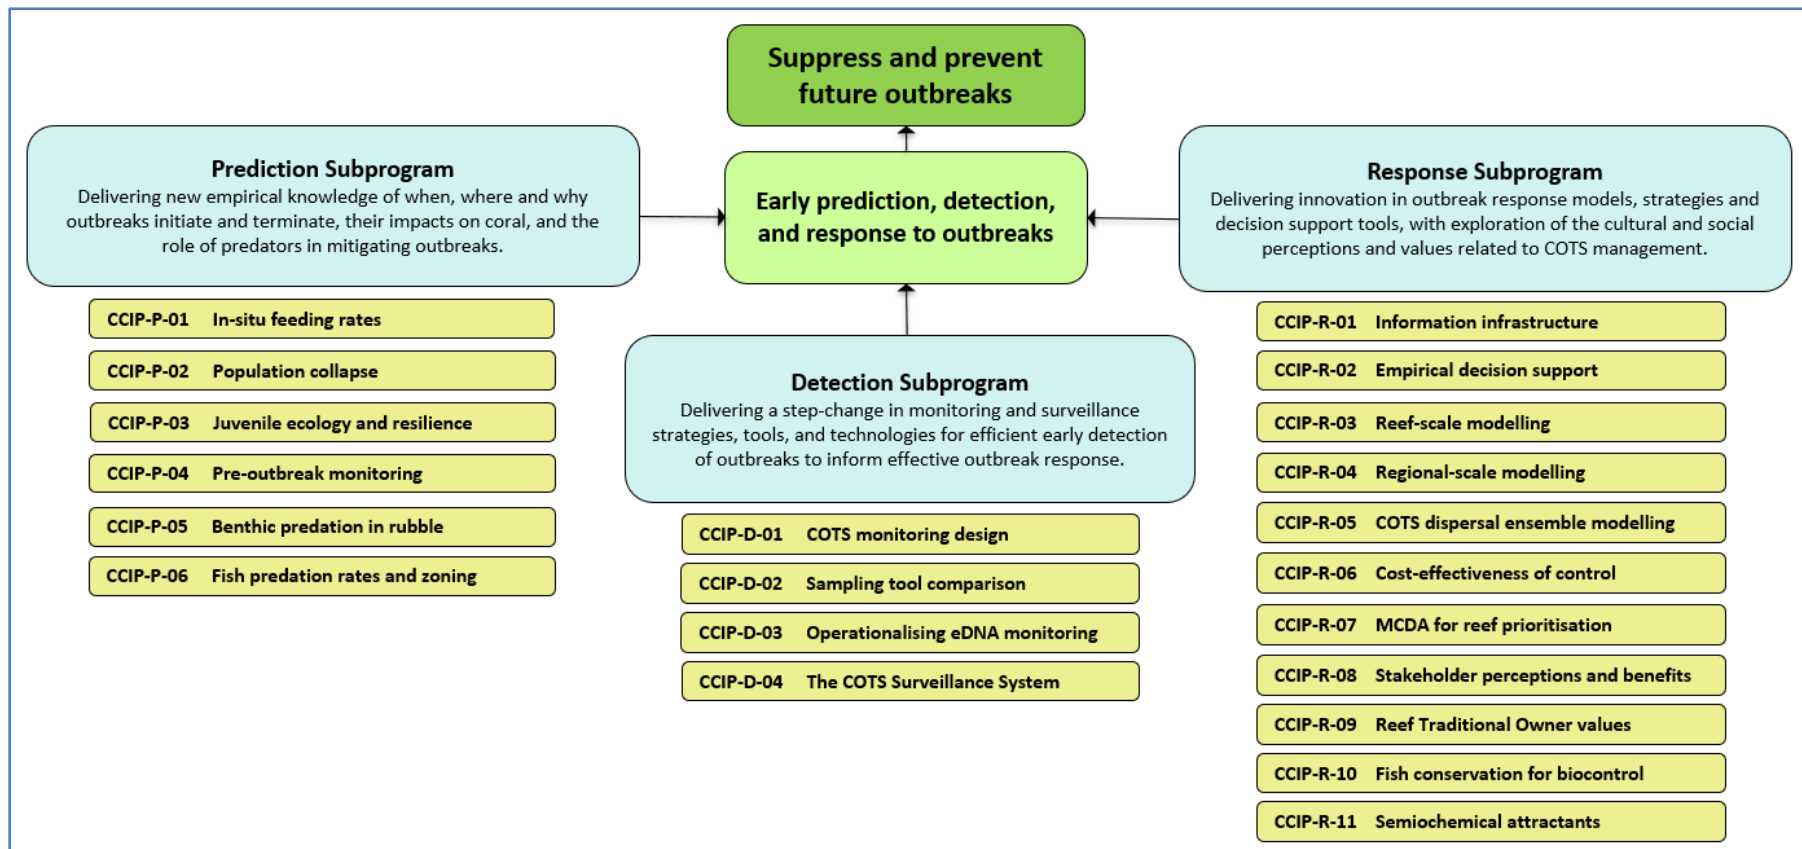 Suppress and prevent
future outbreaks
Prediction Subprogram
Delivering new empirical knowledge of when, where and why
outbreaks initiate and terminate, their impacts on coral, and the
role of predators in mitigating outbreaks.
Early prediction, detection,
and response to outbreaks
Response Subprogram
Delivering innovation in outbreak response models, strategies and
decision support tools, with exploration of the cultural and social
perceptions and values related to COTS management.
CCIP-P-01 In-situ feeding rates
CCIP-P-02 Population collapse
CCIP-P-03 Juvenile ecology and resilience
CCIP-P-04 Pre-outbreak monitoring
CCIP-P-05 Benthic predation in rubble
CCIP-P-06 Fish predation rates and zoning
Detection Subprogram
Delivering a step-change in monitoring and surveillance
strategies, tools, and technologies for efficient early detection
of outbreaks to inform effective outbreak response.
CCIP-D-01 COTS monitoring design
CCIP-D-02 Sampling tool comparison
CCIP-D-03 Operationalising eDNA monitoring
CCIP-D-04 The COTS Surveillance System
CCIP-R-01 Information infrastructure
CCIP-R-02 Empirical decision support
CCIP-R-03 Reef-scale modelling
CCIP-R-04 Regional-scale modelling
CCIP-R-05 COTS dispersal ensemble modelling
CCIP-R-06 Cost-effectiveness of control
CCIP-R-07 MCDA for reef prioritisation
CCIP-R-08 Stakeholder perceptions and benefits
CCIP-R-09 Reef Traditional Owner values
CCIP-R-10 Fish conservation for biocontrol
CCIP-R-11 Semiochemical attractants